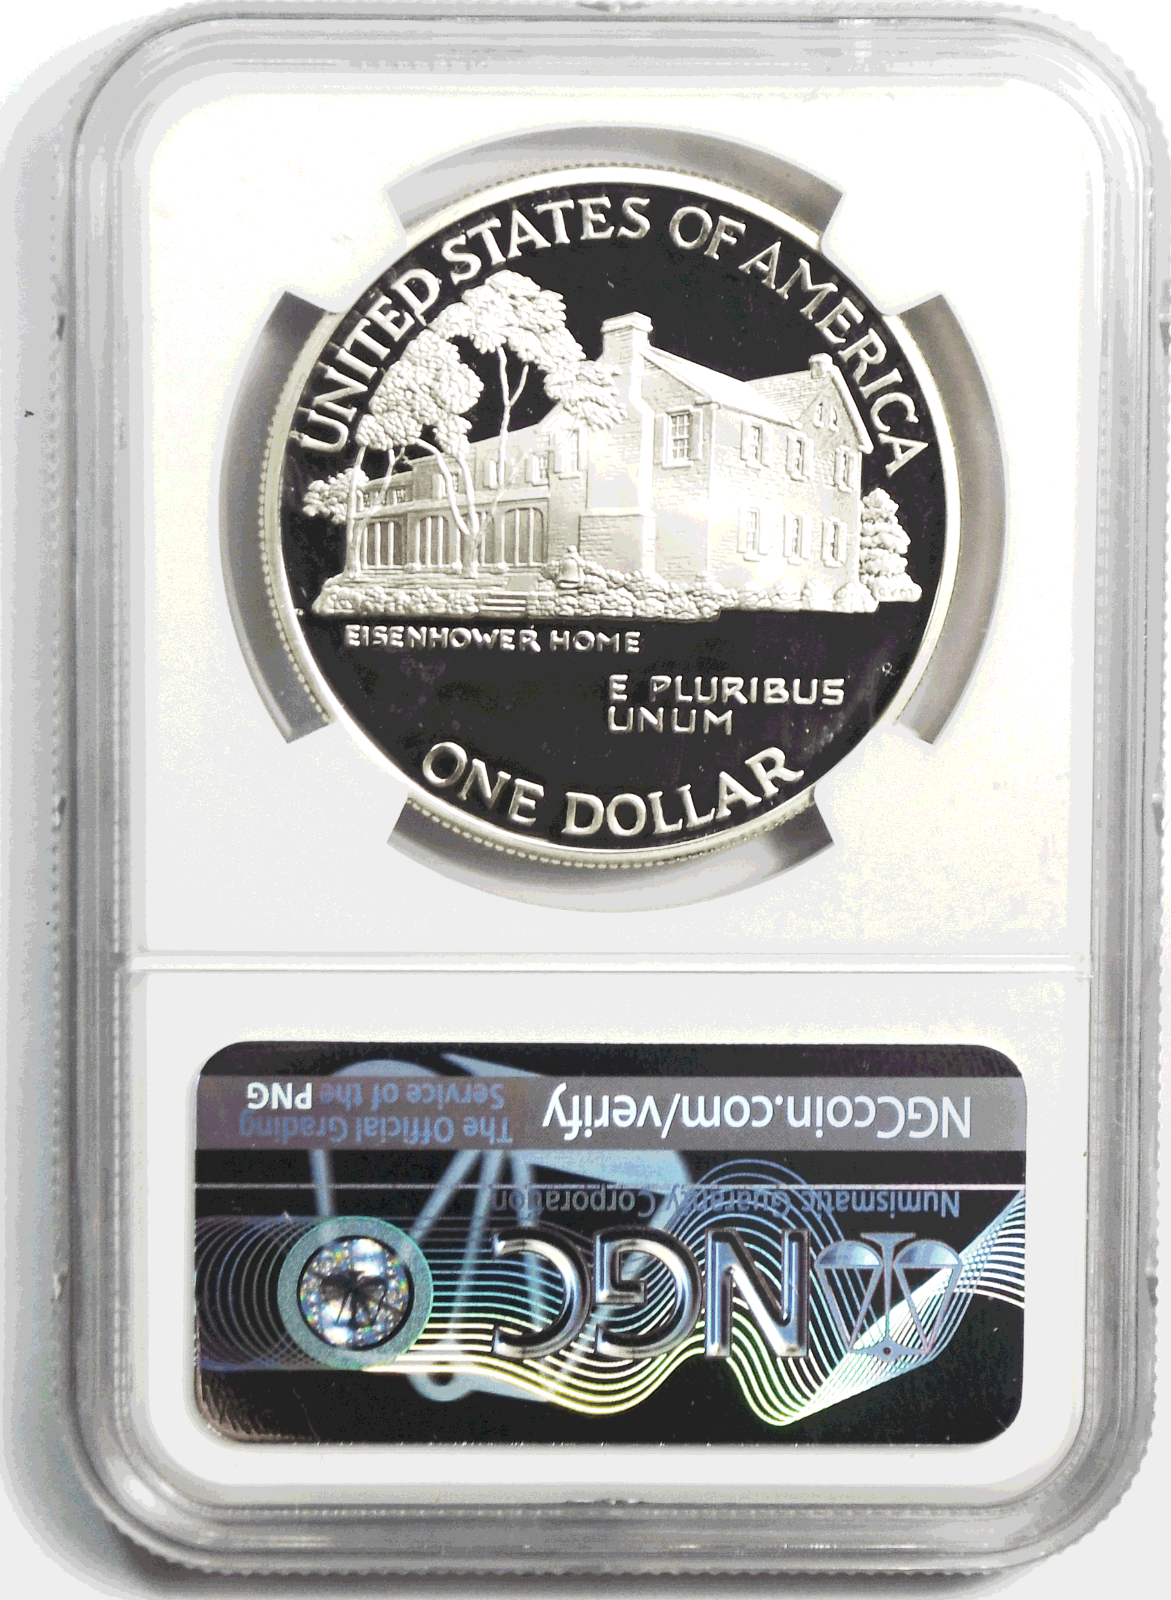 UNITED STATES OF AMERICA
EISENHOWER HOME
E PLURIBUS
UNUM
ONE DOLLAR
NGC
Numismatic Guaranty Corporation
NGCcoin.com/verify
The Official Grading
Service of the PNG